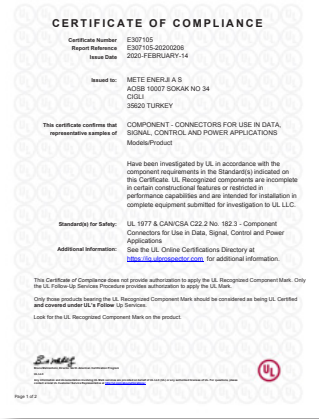 CERTIFICATE OF COMPLIANCE
Certificate Number E307105
Report Reference E307105-20200206
Issue Date 2020-FEBRUARY-14
Issued to: METE ENERJI A S
AOSB 10007 SOKAK NO 34
CIGLI
35620 TURKEY
This certificate confirms that COMPONENT - CONNECTORS FOR USE IN DATA,
representative samples of SIGNAL, CONTROL AND POWER APPLICATIONS
Models/Product
Have been investigated by UL in accordance with the
component requirements in the Standard(s) indicated on
this Certificate. UL Recognized components are incomplete
in certain constructional features or restricted in
performance capabilities and are intended for installation in
complete equipment submitted for investigation to UL LLC.
Standard(s) for Safety: UL 1977 & CAN/CSA C22.2 No. 182.3 - Component
Connectors for Use in Data, Signal, Control and Power
Applications
Additional Information: See the UL Online Certifications Directory at
https://iq.ulprospector.com for additional information.
This Certificate of Compliance does not provide authorization to apply the UL Recognized Component Mark. Only
the UL Follow-Up Services Procedure provides authorization to apply the UL Mark.
Only those products bearing the UL Recognized Component Mark should be considered as being UL Certified
and covered under UL's Follow Up Services.
Look for the UL Recognized Component Mark on the product.
UL
Page 1 of 2